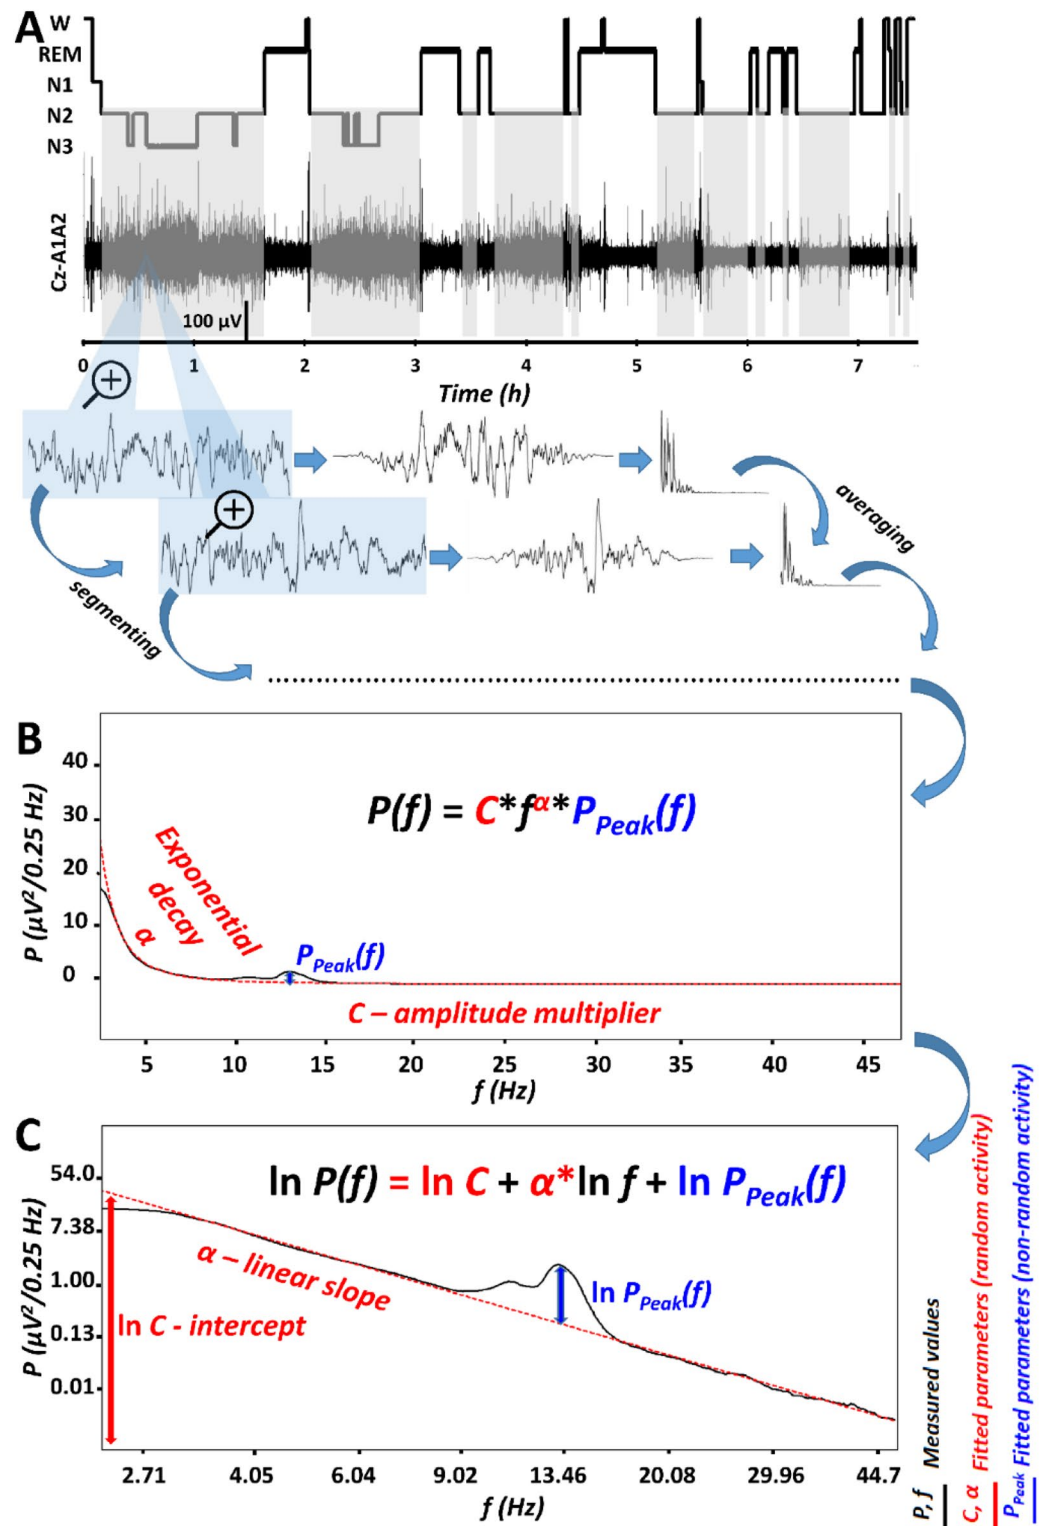 A
W
REM
N1
N2
N3
Cz-A1A2
100 µV
0 1 2 3 4 5 6 7
Time (h)
segmenting
averaging
B
P (µV²/0.25 Hz)
40
30
20
10
0
P(f) = C*f^α*P_Peak(f)
Exponential
decay
α
P_Peak(f)
C – amplitude multiplier
5 10 15 20 25 30 35 40 45
f (Hz)
C
P (µV²/0.25 Hz)
54.0
7.38
1.00
0.13
0.01
ln P(f) = ln C + α*ln f + ln P_Peak(f)
α – linear slope
ln P_Peak(f)
ln C - intercept
2.71 4.05 6.04 9.02 13.46 20.08 29.96 44.7
f (Hz)
P, f Measured values
C, α Fitted parameters (random activity)
P_Peak Fitted parameters (non-random activity)